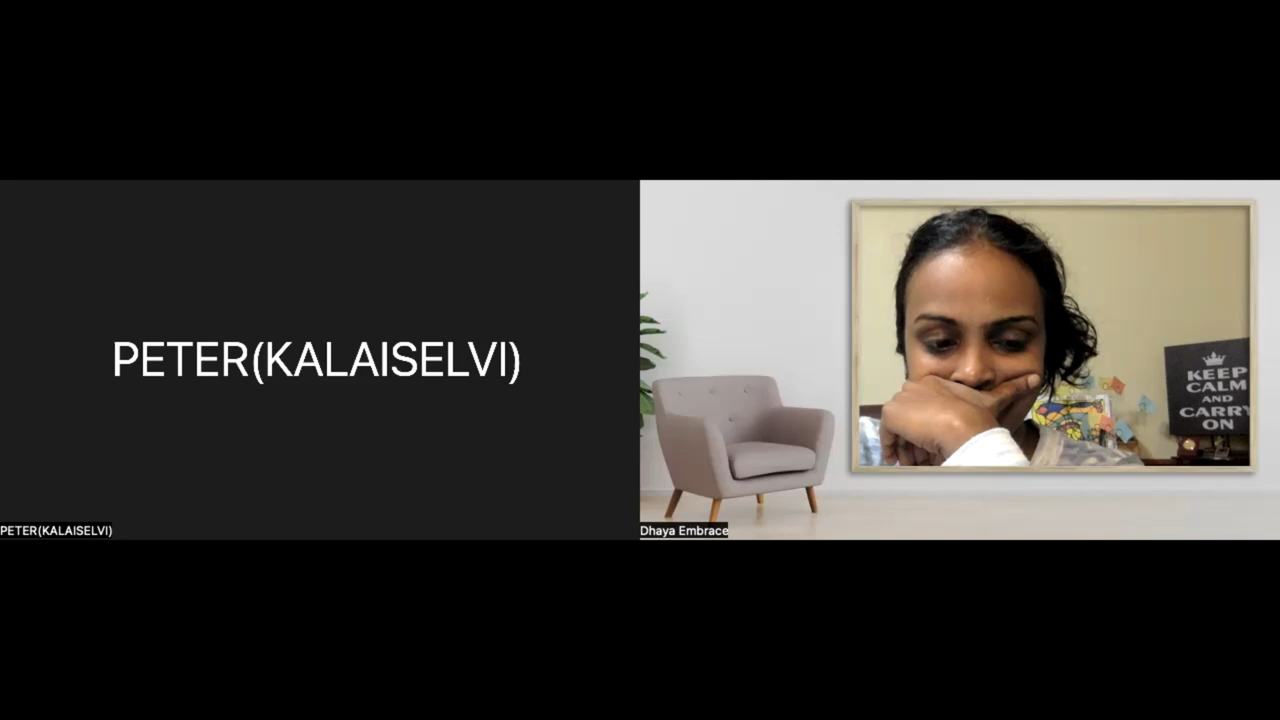 PETER(KALAISELVI)
PETER(KALAISELVI)
Dhaya Embrace
KEEP
CALM
AND
CARRY
ON